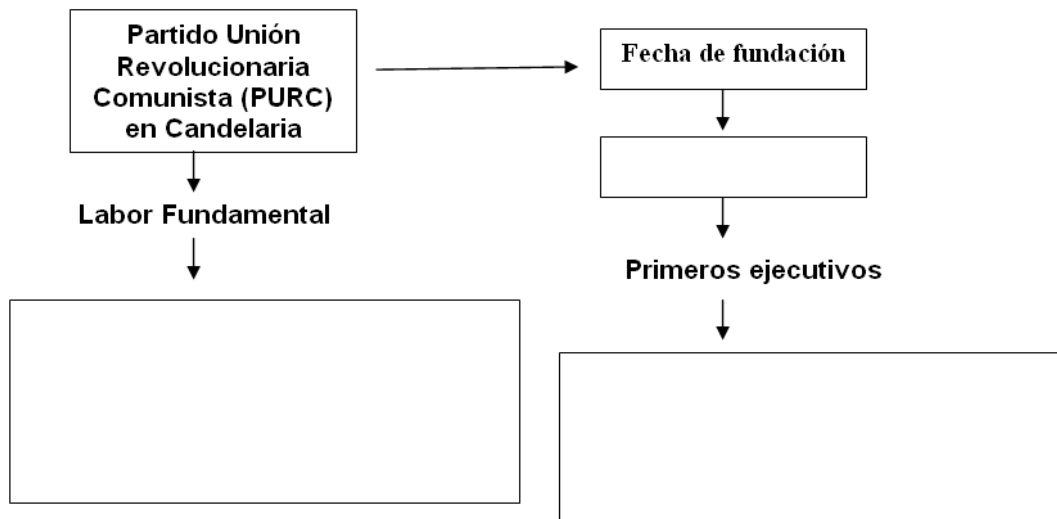 Partido Unión
Revolucionaria
Comunista (PURC)
en Candelaria
Fecha de fundación
Labor Fundamental
Primeros ejecutivos